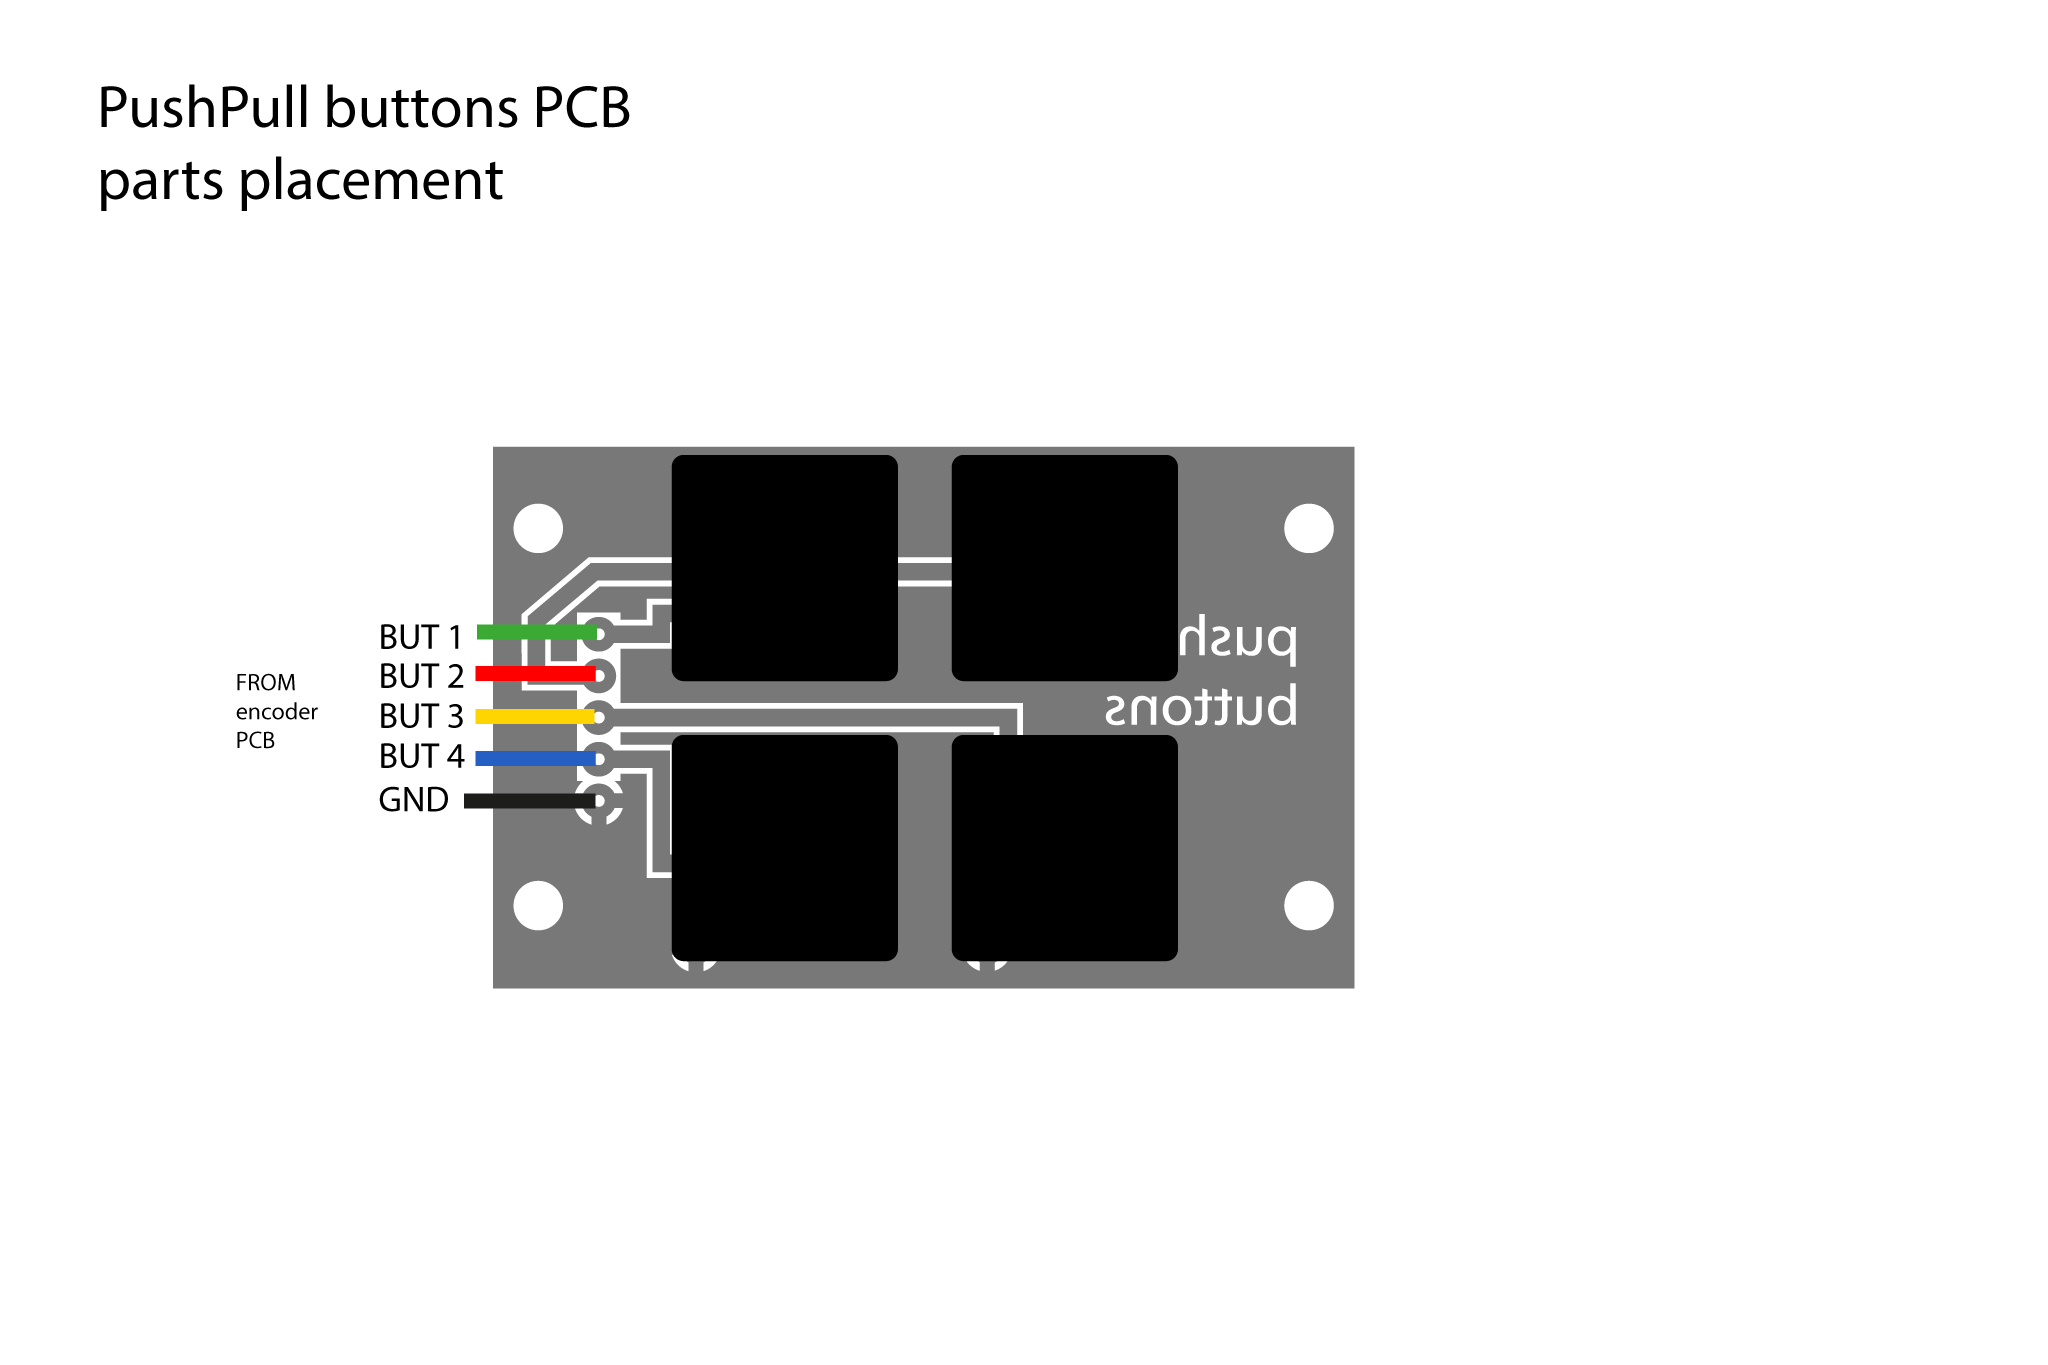 PushPull buttons PCB
parts placement
BUT 1
BUT 2
BUT 3
BUT 4
GND
FROM
encoder
PCB
push
buttons